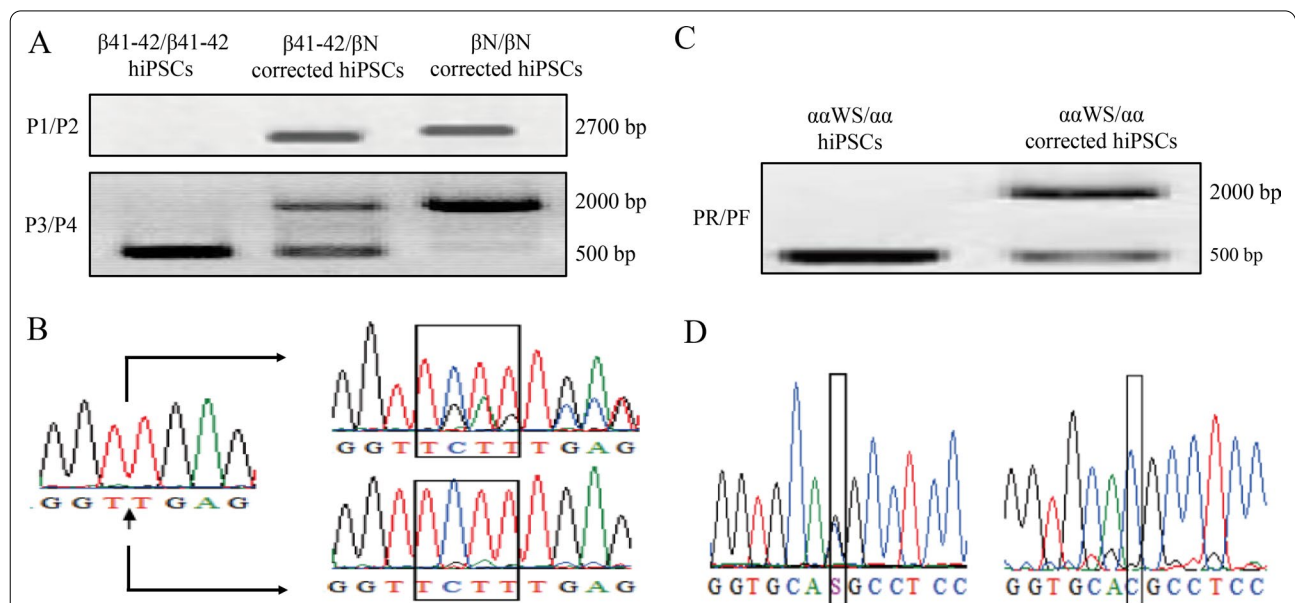 A
β41-42/β41-42
hiPSCs
β41-42/βN
corrected hiPSCs
βN/βN
corrected hiPSCs
P1/P2
2700 bp
P3/P4
2000 bp
500 bp
C
ααWS/αα
hiPSCs
ααWS/αα
corrected hiPSCs
PR/PF
2000 bp
500 bp
B
GGTTGAG
GGTTCTTTGAG
GGTTCTTTGAG
D
GGTGCASGCCTCC
GGTGCACGCCTCC